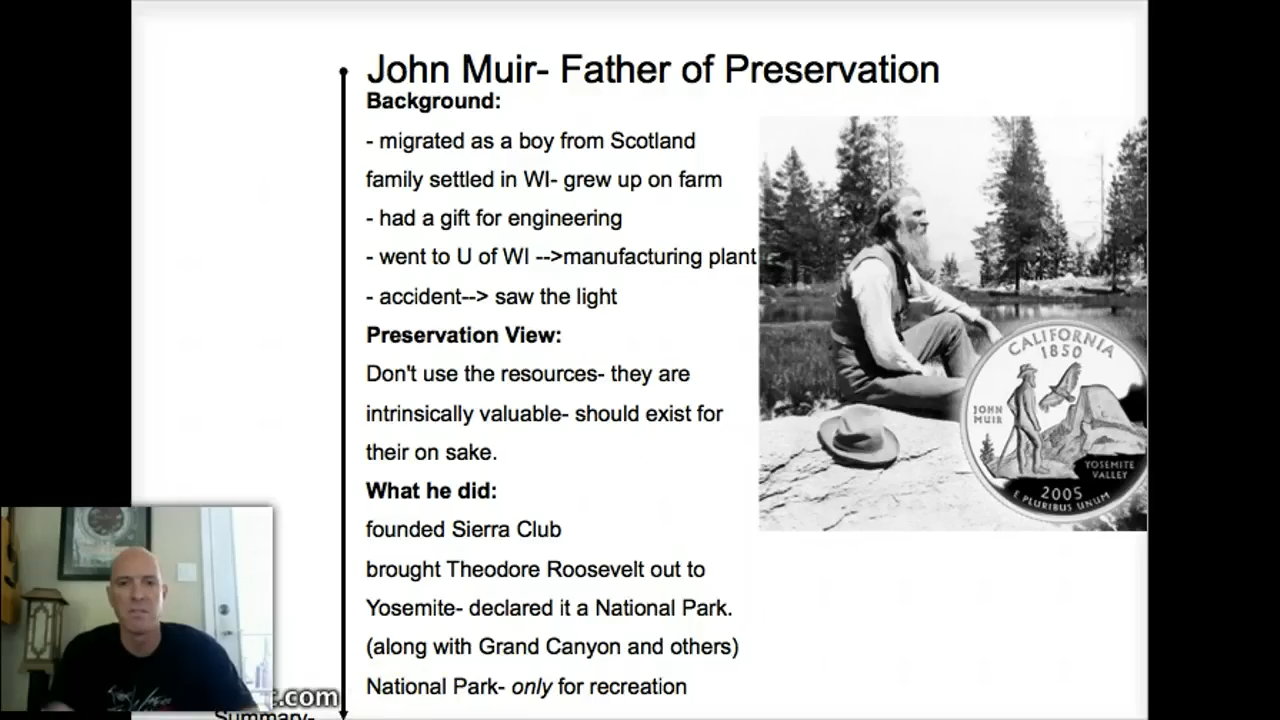 John Muir- Father of Preservation
Background:
- migrated as a boy from Scotland
family settled in WI- grew up on farm
- had a gift for engineering
- went to U of WI -->manufacturing plant
- accident--> saw the light
Preservation View:
Don't use the resources- they are
intrinsically valuable- should exist for
their on sake.
What he did:
founded Sierra Club
brought Theodore Roosevelt out to
Yosemite- declared it a National Park.
(along with Grand Canyon and others)
National Park- only for recreation
CALIFORNIA
1850
JOHN
MUIR
YOSEMITE
VALLEY
2005
E PLURIBUS UNUM
.com
Summary-